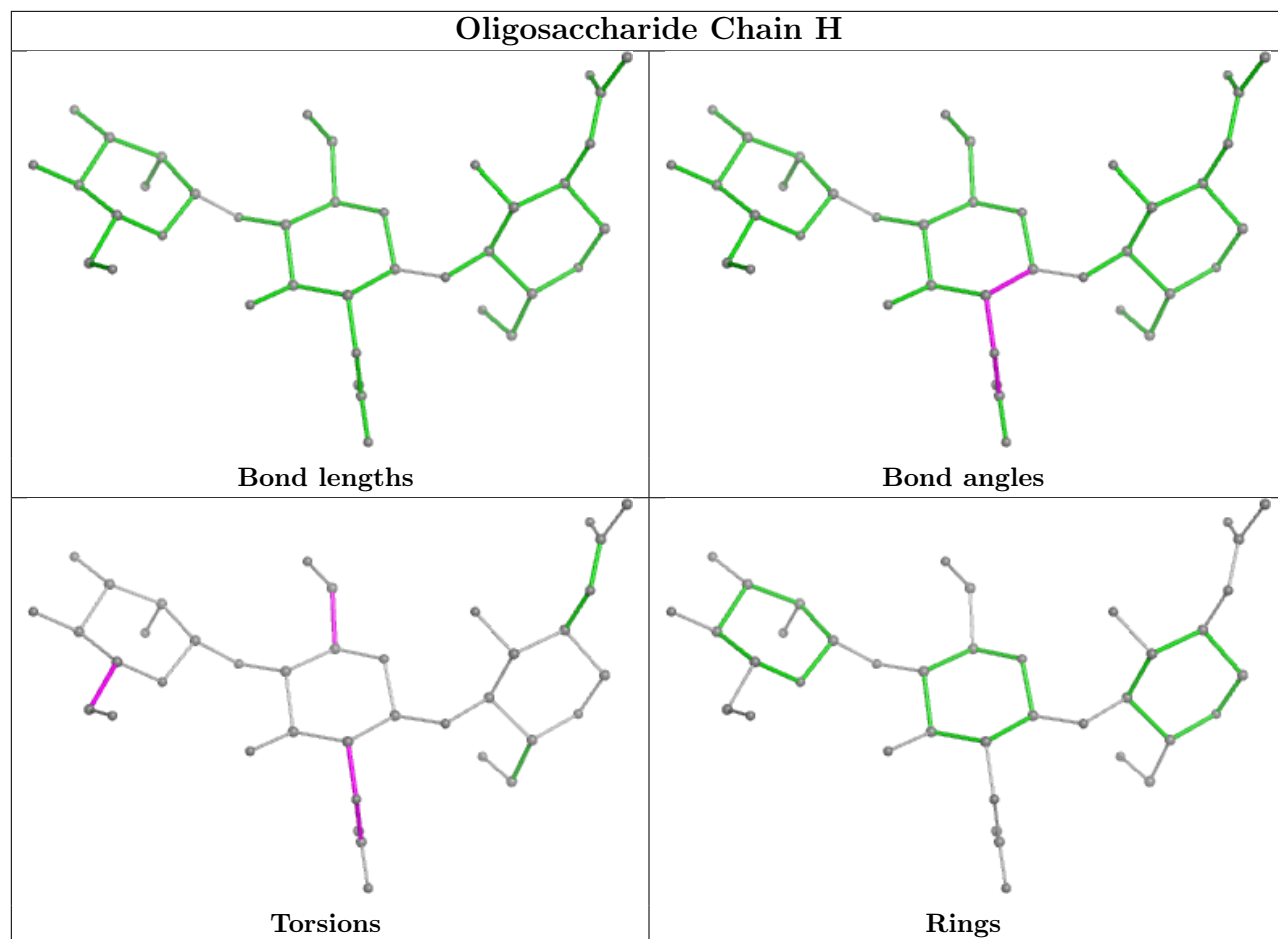 Oligosaccharide Chain H
Bond lengths
Bond angles
Torsions
Rings